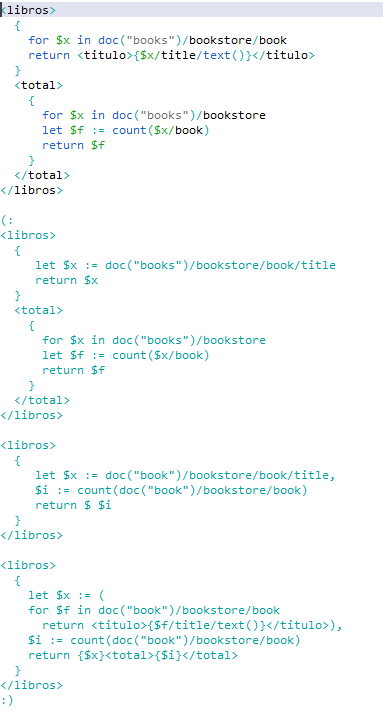 <libros>
  {
    for $x in doc("books")/bookstore/book
    return <titulo>{$x/title/text()}</titulo>
  }
  <total>
    {
      for $x in doc("books")/bookstore
      let $f := count($x/book)
      return $f
    }
  </total>
</libros>

(:
<libros>
  {
     let $x := doc("books")/bookstore/book/title
     return $x
  }
  <total>
    {
      for $x in doc("books")/bookstore
      let $f := count($x/book)
      return $f
    }
  </total>
</libros>

<libros>
  {
     let $x := doc("book")/bookstore/book/title,
     $i := count(doc("book")/bookstore/book)
     return $ $i
  }
</libros>

<libros>
  {
    let $x := (
    for $f in doc("book")/bookstore/book
      return <titulo>{$f/title/text()}</titulo>),
    $i := count(doc("book")/bookstore/book)
    return {$x}<total>{$i}</total>
  }
</libros>
:)